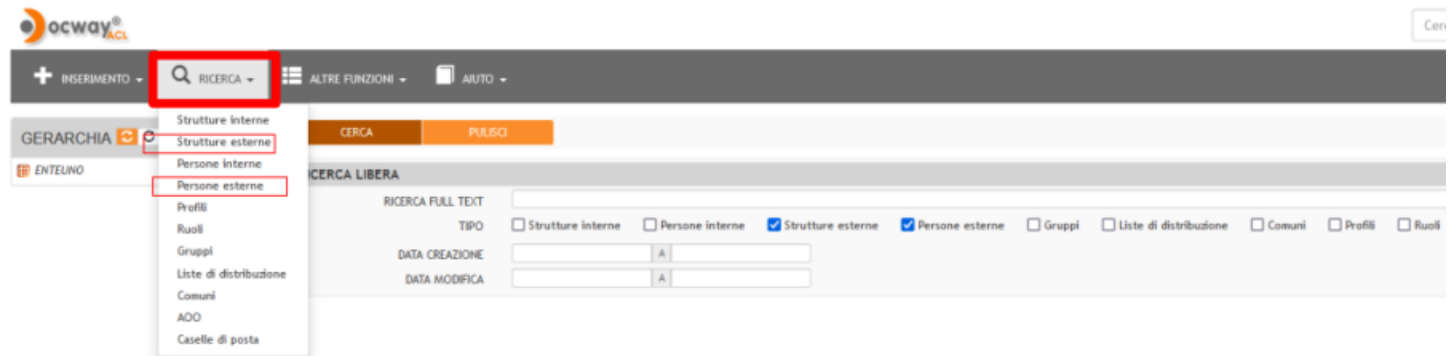 Docway® ACL
Cer
INSERIMENTO RICERCA ALTRE FUNZIONI AIUTO
Strutture interne
Strutture esterne
Persone interne
Persone esterne
Profili
Ruoli
Gruppi
Liste di distribuzione
Comuni
AOO
Caselle di posta
GERARCHIA
ENTEUNO
CERCA PULISCI
ICERCA LIBERA
RICERCA FULL TEXT
TIPO Strutture interne Persone interne Strutture esterne Persone esterne Gruppi Liste di distribuzione Comuni Profili Ruoli
DATA CREAZIONE A
DATA MODIFICA A